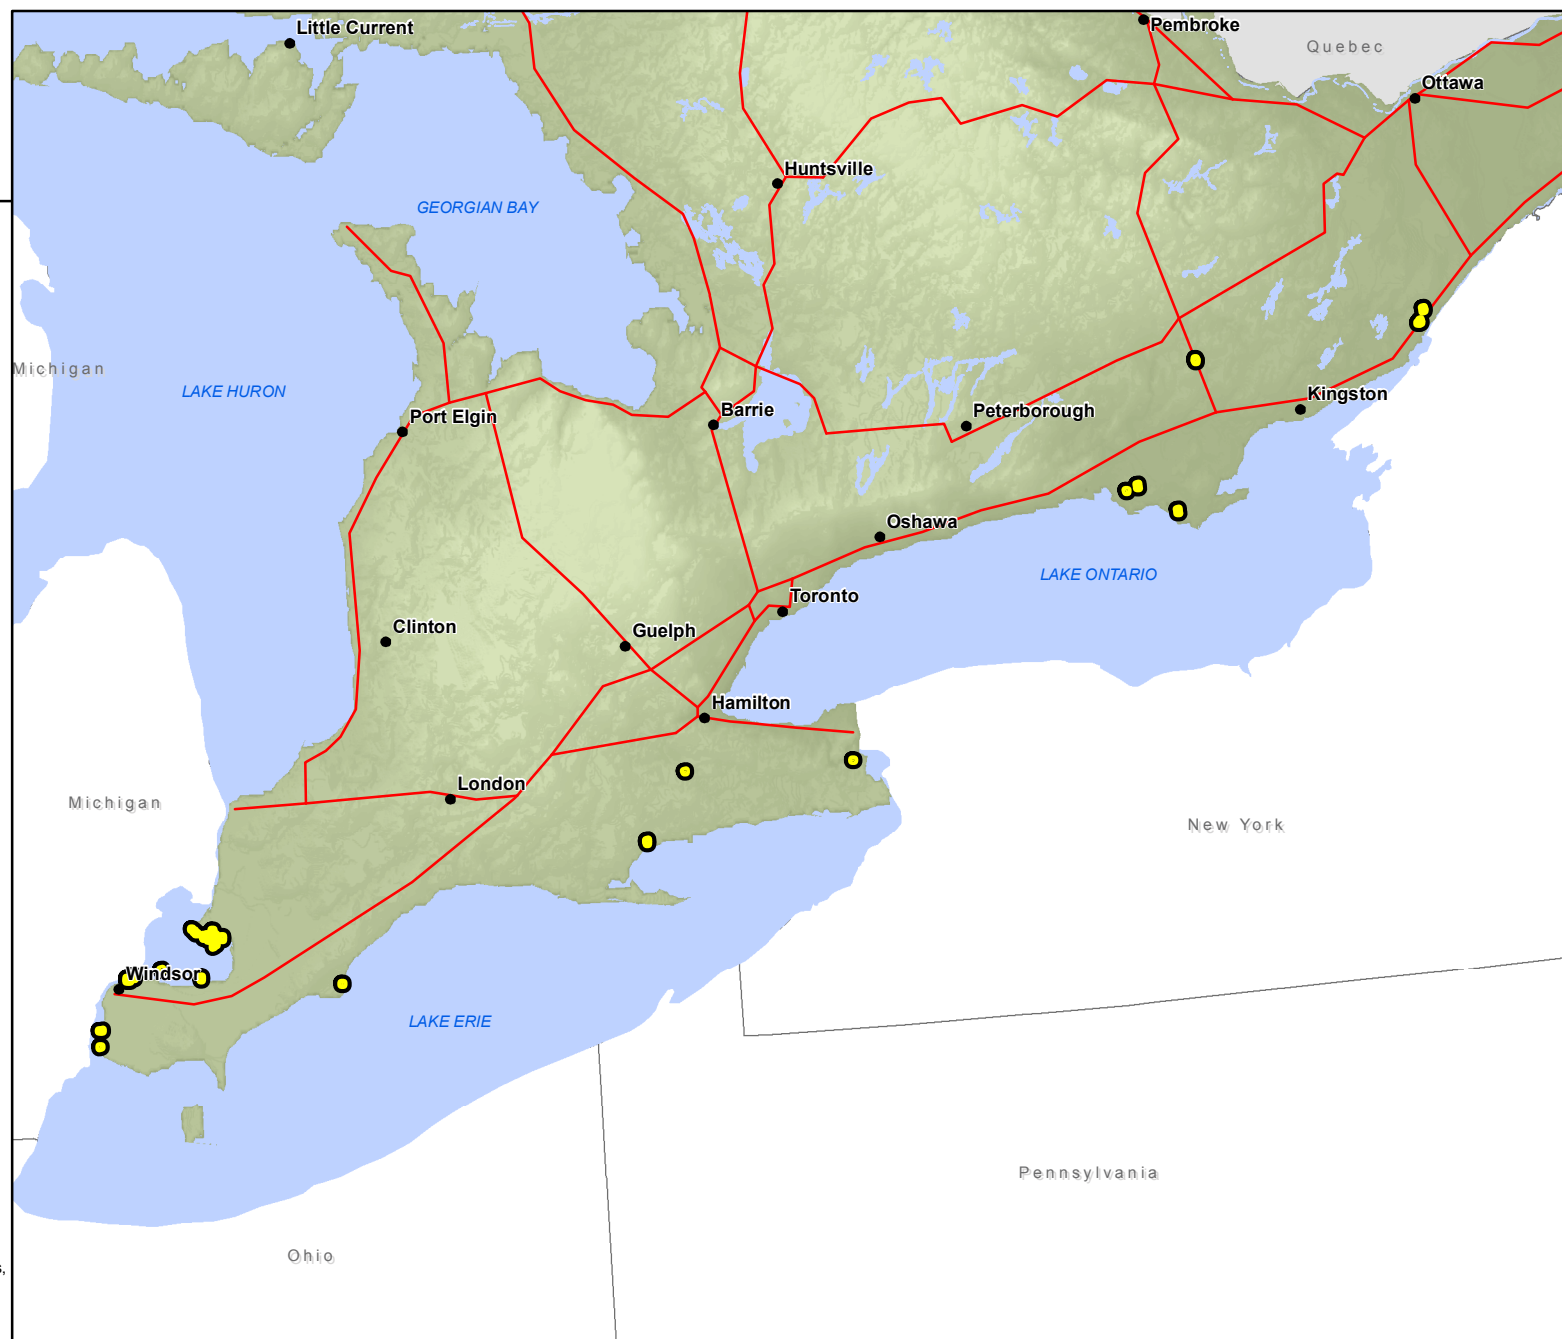 Little Current
Pembroke
Quebec
Ottawa
Huntsville
GEORGIAN BAY
Michigan
LAKE HURON
Kingston
Port Elgin
Barrie
Peterborough
Oshawa
LAKE ONTARIO
Toronto
Clinton
Guelph
Hamilton
London
Michigan
New York
Windsor
LAKE ERIE
Pennsylvania
Ohio